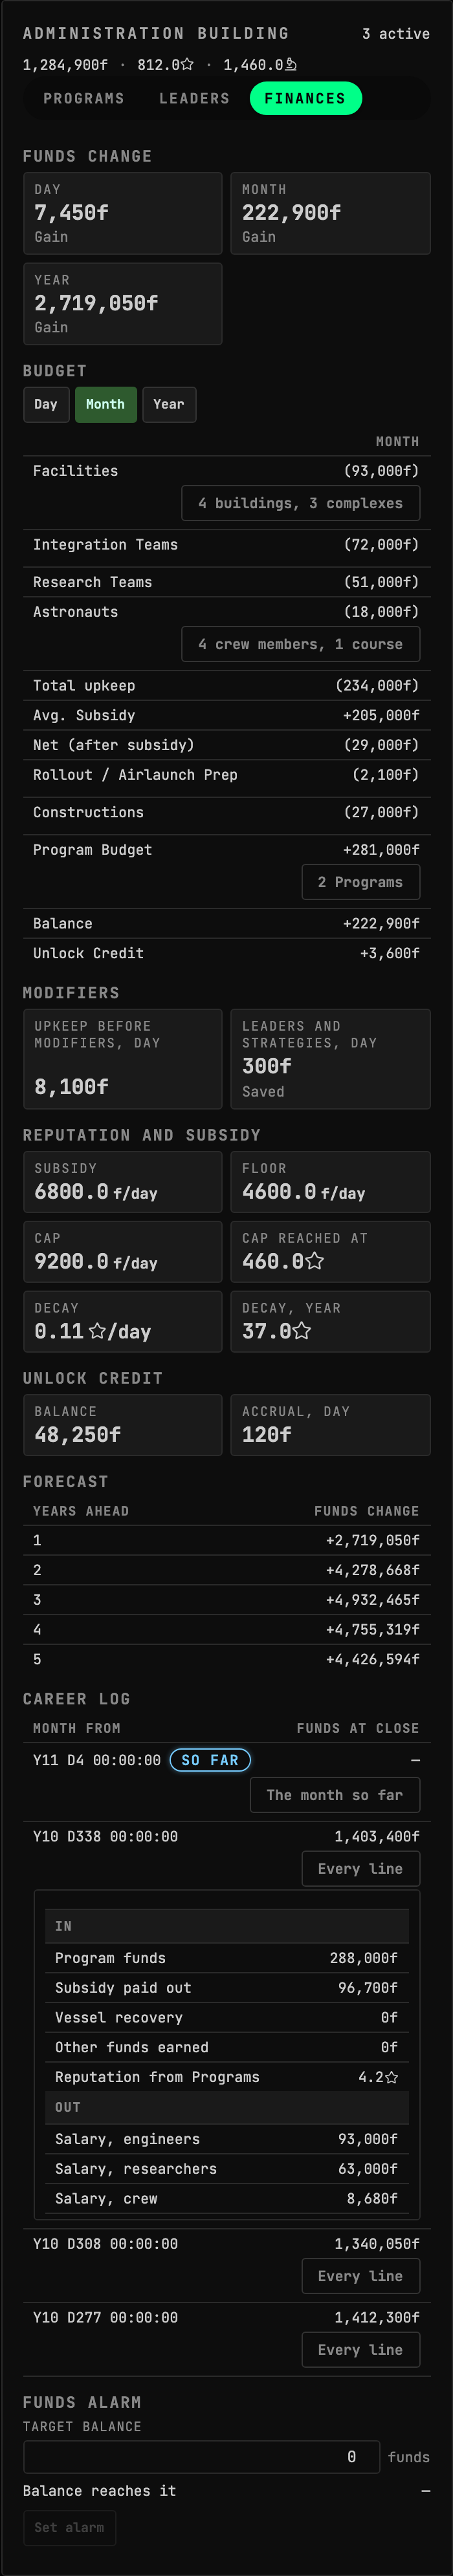 ADMINISTRATION BUILDING 3 active
1,284,900f · 812.0☆ · 1,460.0
PROGRAMS LEADERS FINANCES
FUNDS CHANGE
DAY MONTH
7,450f 222,900f
Gain Gain
YEAR
2,719,050f
Gain
BUDGET
Day Month Year
MONTH
Facilities (93,000f)
4 buildings, 3 complexes
Integration Teams (72,000f)
Research Teams (51,000f)
Astronauts (18,000f)
4 crew members, 1 course
Total upkeep (234,000f)
Avg. Subsidy +205,000f
Net (after subsidy) (29,000f)
Rollout / Airlaunch Prep (2,100f)
Constructions (27,000f)
Program Budget +281,000f
2 Programs
Balance +222,900f
Unlock Credit +3,600f
MODIFIERS
UPKEEP BEFORE MODIFIERS, DAY
8,100f
LEADERS AND STRATEGIES, DAY
300f
Saved
REPUTATION AND SUBSIDY
SUBSIDY FLOOR
6800.0 f/day 4600.0 f/day
CAP CAP REACHED AT
9200.0 f/day 460.0☆
DECAY DECAY, YEAR
0.11 ☆/day 37.0☆
UNLOCK CREDIT
BALANCE ACCRUAL, DAY
48,250f 120f
FORECAST
YEARS AHEAD FUNDS CHANGE
1 +2,719,050f
2 +4,278,668f
3 +4,932,465f
4 +4,755,319f
5 +4,426,594f
CAREER LOG
MONTH FROM FUNDS AT CLOSE
Y11 D4 00:00:00 SO FAR —
The month so far
Y10 D338 00:00:00 1,403,400f
Every line
IN
Program funds 288,000f
Subsidy paid out 96,700f
Vessel recovery 0f
Other funds earned 0f
Reputation from Programs 4.2☆
OUT
Salary, engineers 93,000f
Salary, researchers 63,000f
Salary, crew 8,680f
Y10 D308 00:00:00 1,340,050f
Every line
Y10 D277 00:00:00 1,412,300f
Every line
FUNDS ALARM
TARGET BALANCE
0 funds
Balance reaches it —
Set alarm